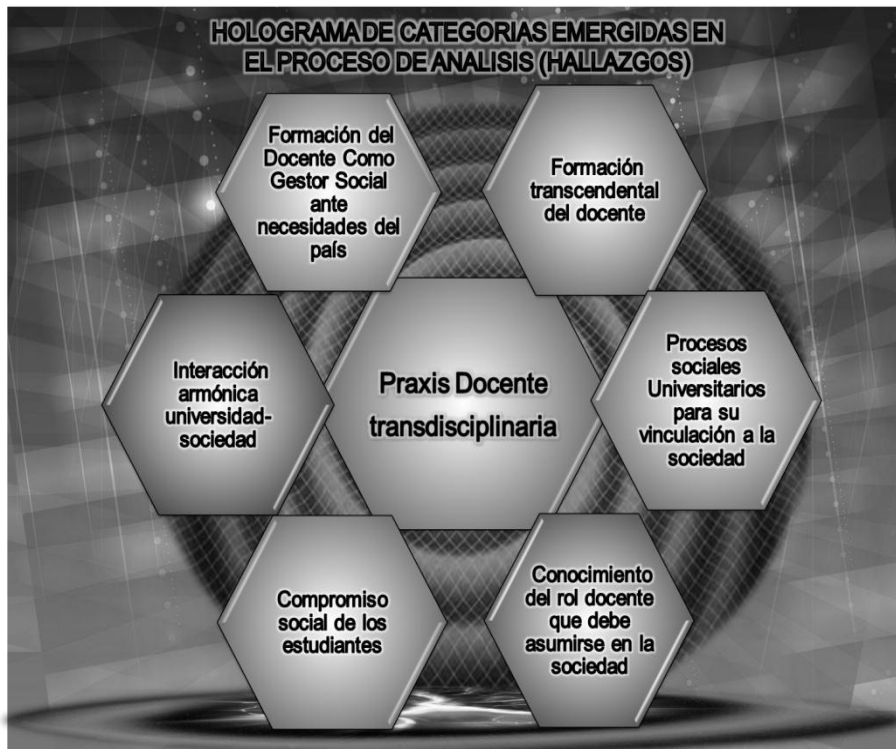 HOLOGRAMA DE CATEGORIAS EMERGIDAS EN
EL PROCESO DE ANALISIS (HALLAZGOS)
Formación del
Docente Como
Gestor Social
ante
necesidades del
país
Formación
transcendental
del docente
Interacción
armónica
universidad-
sociedad
Praxis Docente
transdisciplinaria
Procesos
sociales
Universitarios
para su
vinculación a la
sociedad
Compromiso
social de los
estudiantes
Conocimiento
del rol docente
que debe
asumirse en la
sociedad